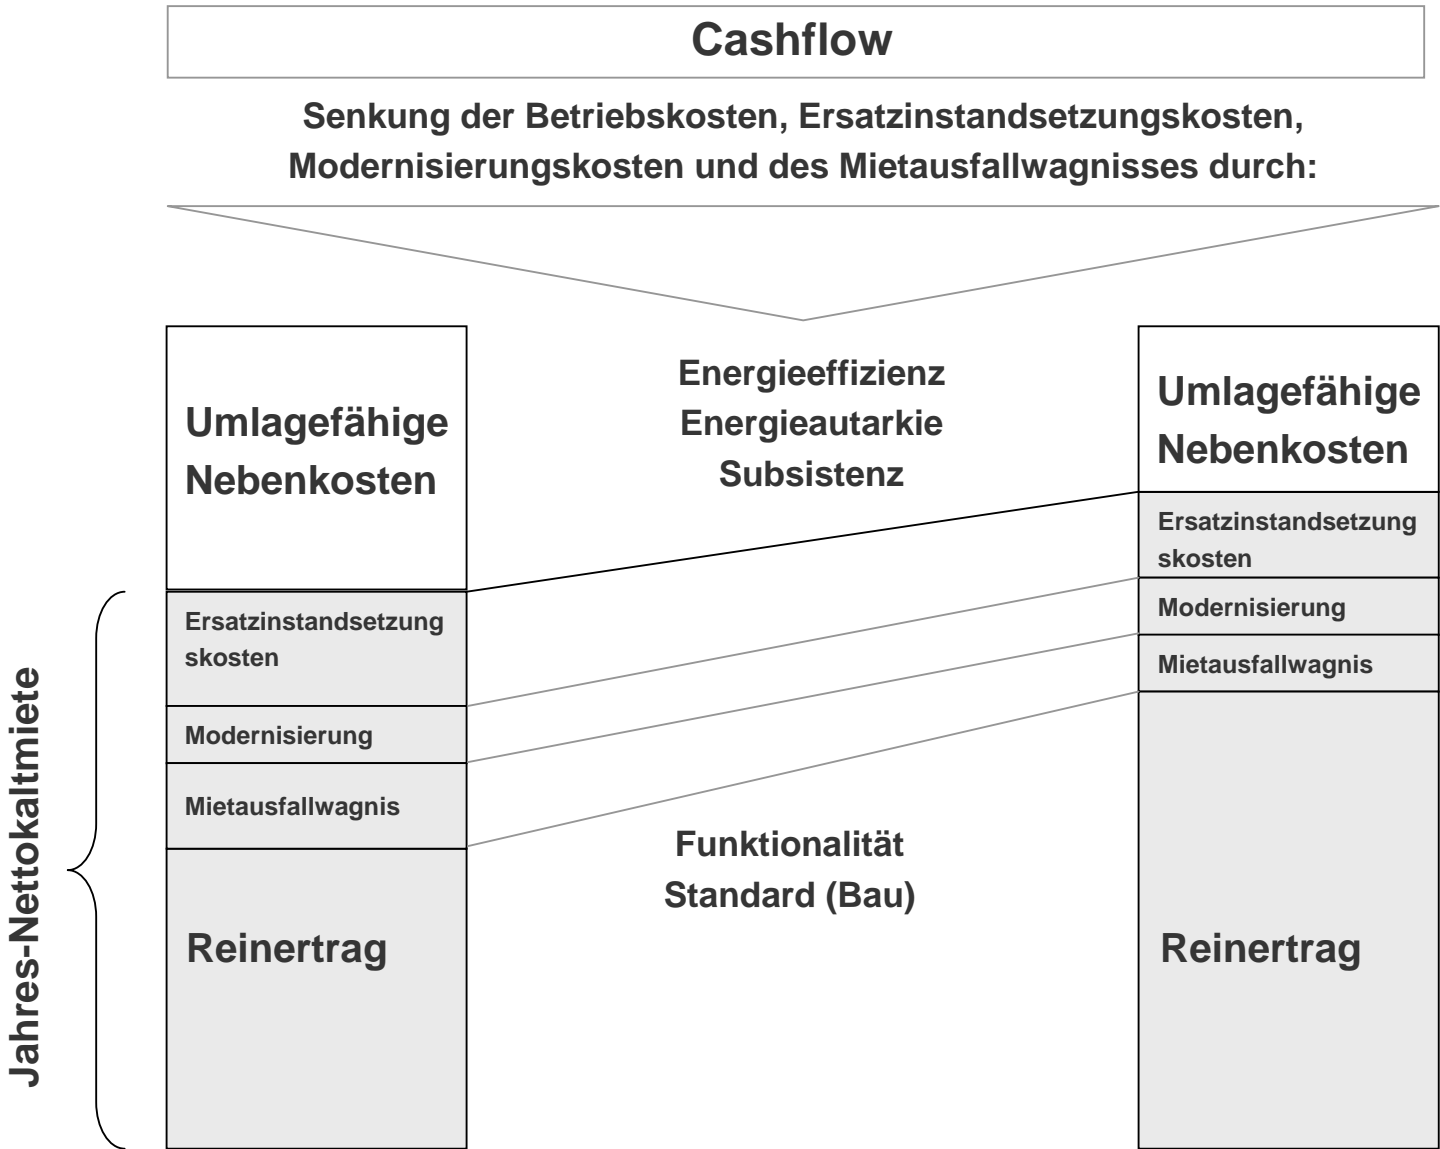 Cashflow
Senkung der Betriebskosten, Ersatzinstandsetzungskosten,
Modernisierungskosten und des Mietausfallwagnisses durch:
Umlagefähige
Nebenkosten
Ersatzinstandsetzung
skosten
Modernisierung
Mietausfallwagnis
Reinertrag
Jahres-Nettokaltmiete
Energieeffizienz
Energieautarkie
Subsistenz
Funktionalität
Standard (Bau)
Umlagefähige
Nebenkosten
Ersatzinstandsetzung
skosten
Modernisierung
Mietausfallwagnis
Reinertrag